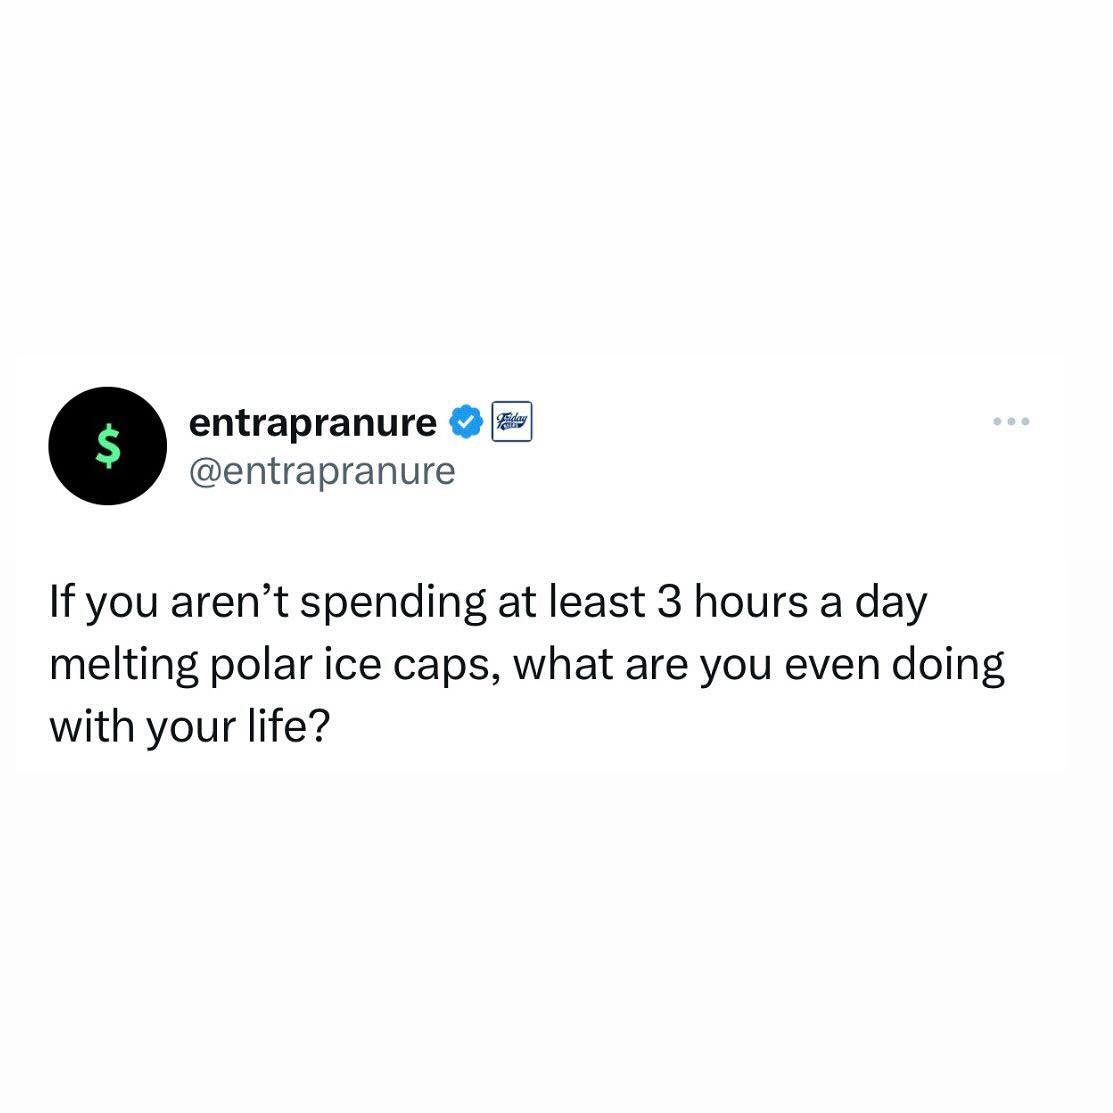 $
entrapranure
Friday
@entrapranure
If you aren’t spending at least 3 hours a day
melting polar ice caps, what are you even doing
with your life?